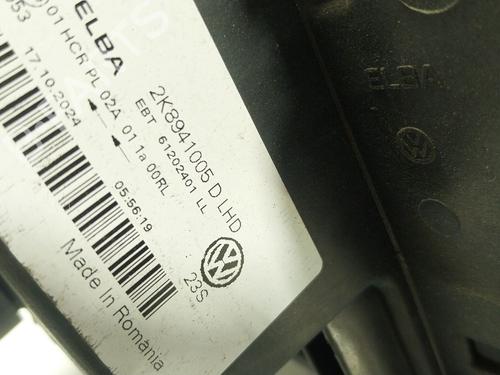 ELBA
01 HCR PL 02A 01 1a 00RL
17.10.2024
2K8941005 D LHD
EBT 61202401 LL
05:56:19
23S
Made In Romania
ELBA